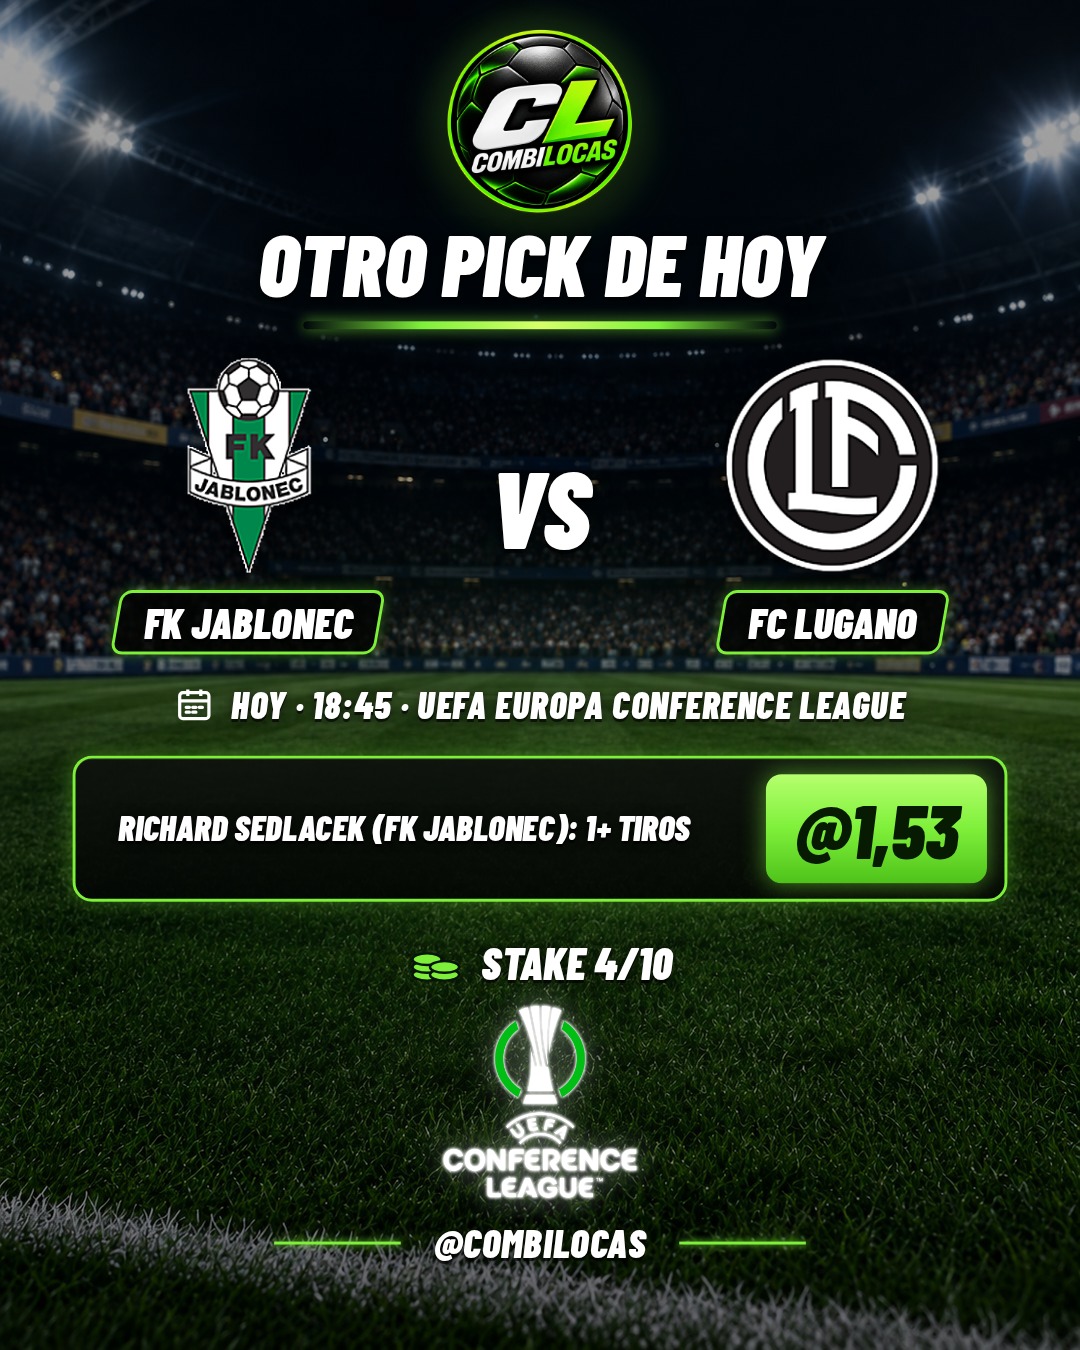 CL
COMBILOCAS
OTRO PICK DE HOY
FK
JABLONEC
VS
FK JABLONEC
FC LUGANO
HOY · 18:45 · UEFA EUROPA CONFERENCE LEAGUE
RICHARD SEDLACEK (FK JABLONEC): 1+ TIROS
@1,53
STAKE 4/10
UEFA
CONFERENCE
LEAGUE™
@COMBILOCAS